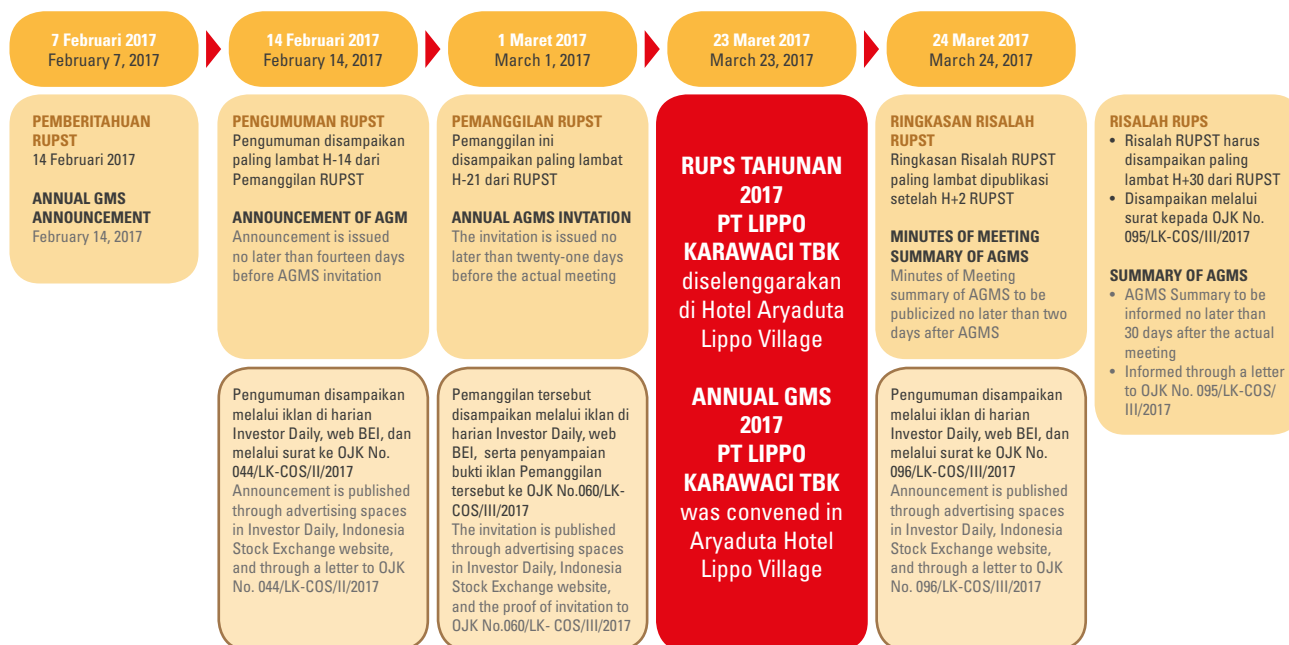 7 Februari 2017
February 7, 2017
14 Februari 2017
February 14, 2017
1 Maret 2017
March 1, 2017
23 Maret 2017
March 23, 2017
24 Maret 2017
March 24, 2017
PEMBERITAHUAN
RUPST
14 Februari 2017
ANNUAL GMS
ANNOUNCEMENT
February 14, 2017
PENGUMUMAN RUPST
Pengumuman disampaikan
paling lambat H-14 dari
Pemanggilan RUPST
ANNOUNCEMENT OF AGM
Announcement is issued
no later than fourteen days
before AGMS invitation
Pengumuman disampaikan
melalui iklan di harian
Investor Daily, web BEI, dan
melalui surat ke OJK No.
044/LK-COS/II/2017
Announcement is published
through advertising spaces
in Investor Daily, Indonesia
Stock Exchange website,
and through a letter to OJK
No. 044/LK-COS/II/2017
PEMANGGILAN RUPST
Pemanggilan ini
disampaikan paling lambat
H-21 dari RUPST
ANNUAL AGMS INVTATION
The invitation is issued no
later than twenty-one days
before the actual meeting
Pemanggilan tersebut
disampaikan melalui iklan di
harian Investor Daily, web
BEI, serta penyampaian
bukti iklan Pemanggilan
tersebut ke OJK No.060/LK-
COS/III/2017
The invitation is published
through advertising spaces
in Investor Daily, Indonesia
Stock Exchange website,
and the proof of invitation to
OJK No.060/LK- COS/III/2017
RUPS TAHUNAN
2017
PT LIPPO
KARAWACI TBK
diselenggarakan
di Hotel Aryaduta
Lippo Village
ANNUAL GMS
2017
PT LIPPO
KARAWACI TBK
was convened in
Aryaduta Hotel
Lippo Village
RINGKASAN RISALAH
RUPST
Ringkasan Risalah RUPST
paling lambat dipublikasi
setelah H+2 RUPST
MINUTES OF MEETING
SUMMARY OF AGMS
Minutes of Meeting
summary of AGMS to be
publicized no later than two
days after AGMS
Pengumuman disampaikan
melalui iklan di harian
Investor Daily, web BEI, dan
melalui surat ke OJK No.
096/LK-COS/III/2017
Announcement is published
through advertising spaces
in Investor Daily, Indonesia
Stock Exchange website,
and through a letter to OJK
No. 096/LK-COS/III/2017
RISALAH RUPS
• Risalah RUPST harus
disampaikan paling
lambat H+30 dari RUPST
• Disampaikan melalui
surat kepada OJK No.
095/LK-COS/III/2017
SUMMARY OF AGMS
• AGMS Summary to be
informed no later than
30 days after the actual
meeting
• Informed through a letter
to OJK No. 095/LK-COS/
III/2017